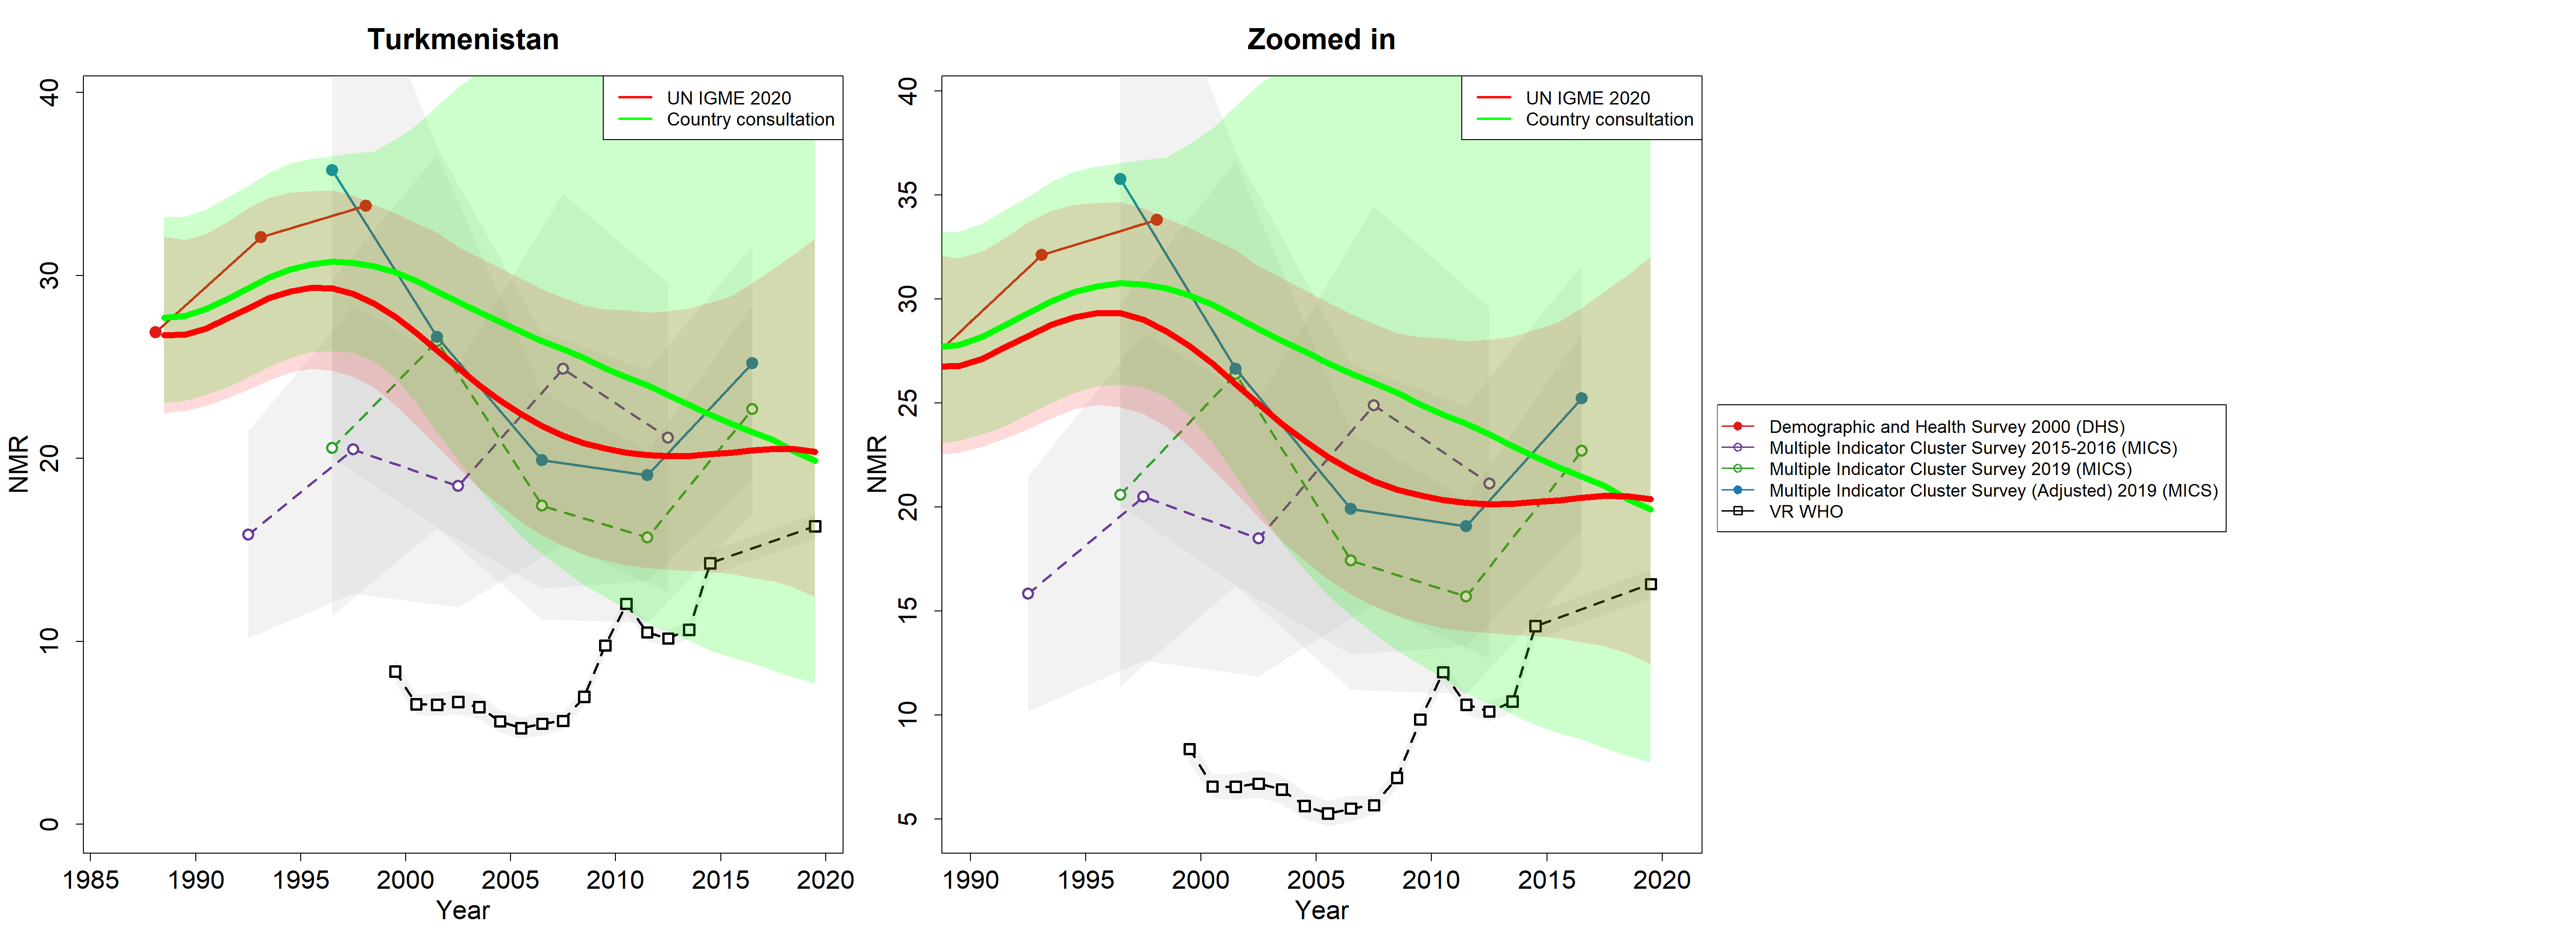 Turkmenistan
UN IGME 2020
Country consultation
40
30
20
10
0
NMR
1985 1990 1995 2000 2005 2010 2015 2020
Year
Zoomed in
UN IGME 2020
Country consultation
40
35
30
25
20
15
10
5
NMR
1990 1995 2000 2005 2010 2015 2020
Year
Demographic and Health Survey 2000 (DHS)
Multiple Indicator Cluster Survey 2015-2016 (MICS)
Multiple Indicator Cluster Survey 2019 (MICS)
Multiple Indicator Cluster Survey (Adjusted) 2019 (MICS)
VR WHO